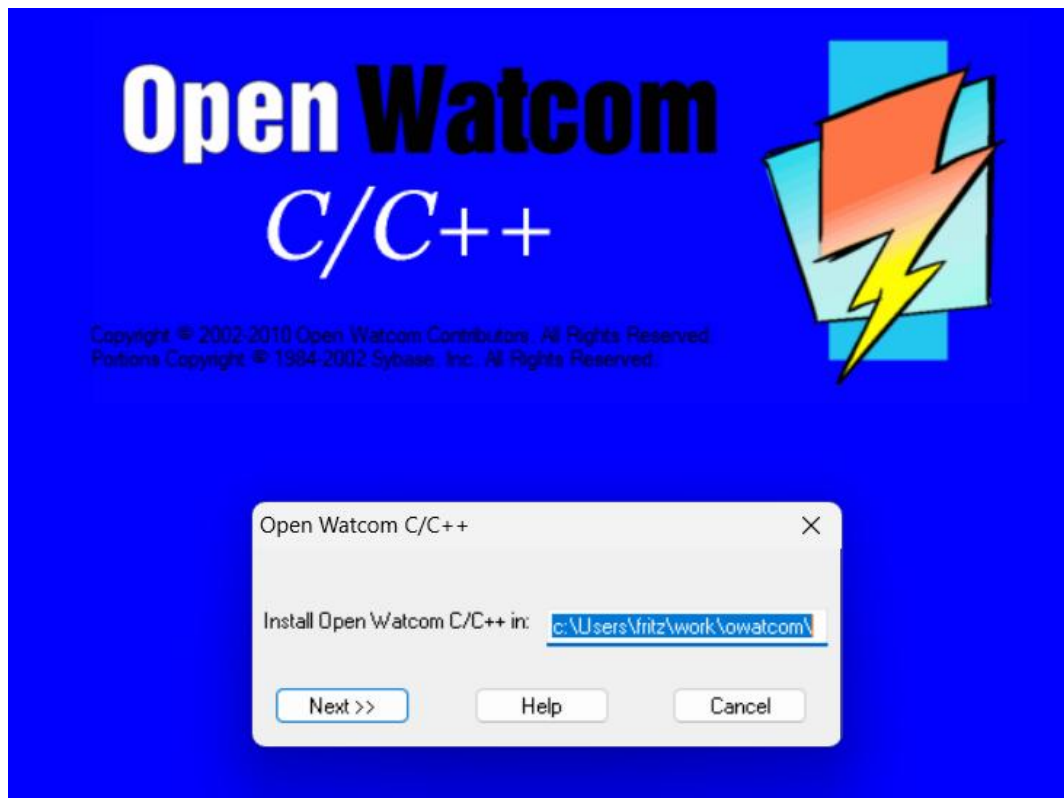 Open Watcom
C/C++
Copyright © 2002-2010 Open Watcom Contributors. All Rights Reserved.
Portions Copyright © 1984-2002 Sybase, Inc. All Rights Reserved.
Open Watcom C/C++
Install Open Watcom C/C++ in: c:\Users\fritz\work\owatcom\
Next >> Help Cancel